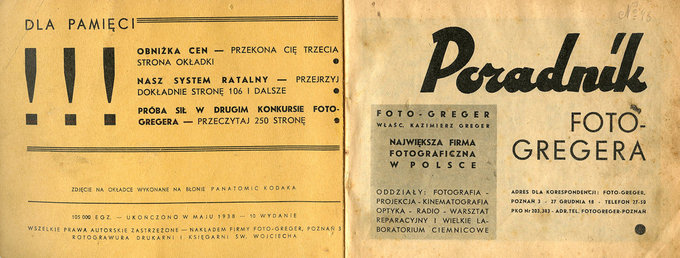 DLA PAMIĘCI
!!!
OBNIŻKA CEN — PRZEKONA CIĘ TRZECIA
STRONA OKŁADKI
NASZ SYSTEM RATALNY — PRZEJRZYJ
DOKŁADNIE STRONĘ 106 I DALSZE
PRÓBA SIŁ W DRUGIM KONKURSIE FOTO-
GREGERA — PRZECZYTAJ 250 STRONĘ
ZDJĘCIE NA OKŁADCE WYKONANE NA BŁONIE PANATOMIC KODAKA
105 000 EGZ. — UKOŃCZONO W MAJU 1938 — 10 WYDANIE
WSZELKIE PRAWA AUTORSKIE ZASTRZEŻONE — NAKŁADEM FIRMY FOTO-GREGER, POZNAŃ 3
ROTOGRAWURA DRUKARNI I KSIĘGARNI ŚW. WOJCIECHA
Poradnik
FOTO-
GREGERA
FOTO-GREGER
WŁAŚC. KAZIMIERZ GREGER
NAJWIĘKSZA FIRMA
FOTOGRAFICZNA
W POLSCE
ODDZIAŁY: FOTOGRAFIA -
PROJEKCJA - KINEMATOGRAFIA
OPTYKA - RADIO - WARSZTAT
REPARACYJNY I WIELKIE LA-
BORATORIUM CIEMNICOWE
ADRES DLA KORESPONDENCJI: FOTO-GREGER,
POZNAŃ 3 - 27 GRUDNIA 18 - TELEFON 27-50
PKO Nr 203.303 - ADR.TEL. FOTOGREGER-POZNAŃ